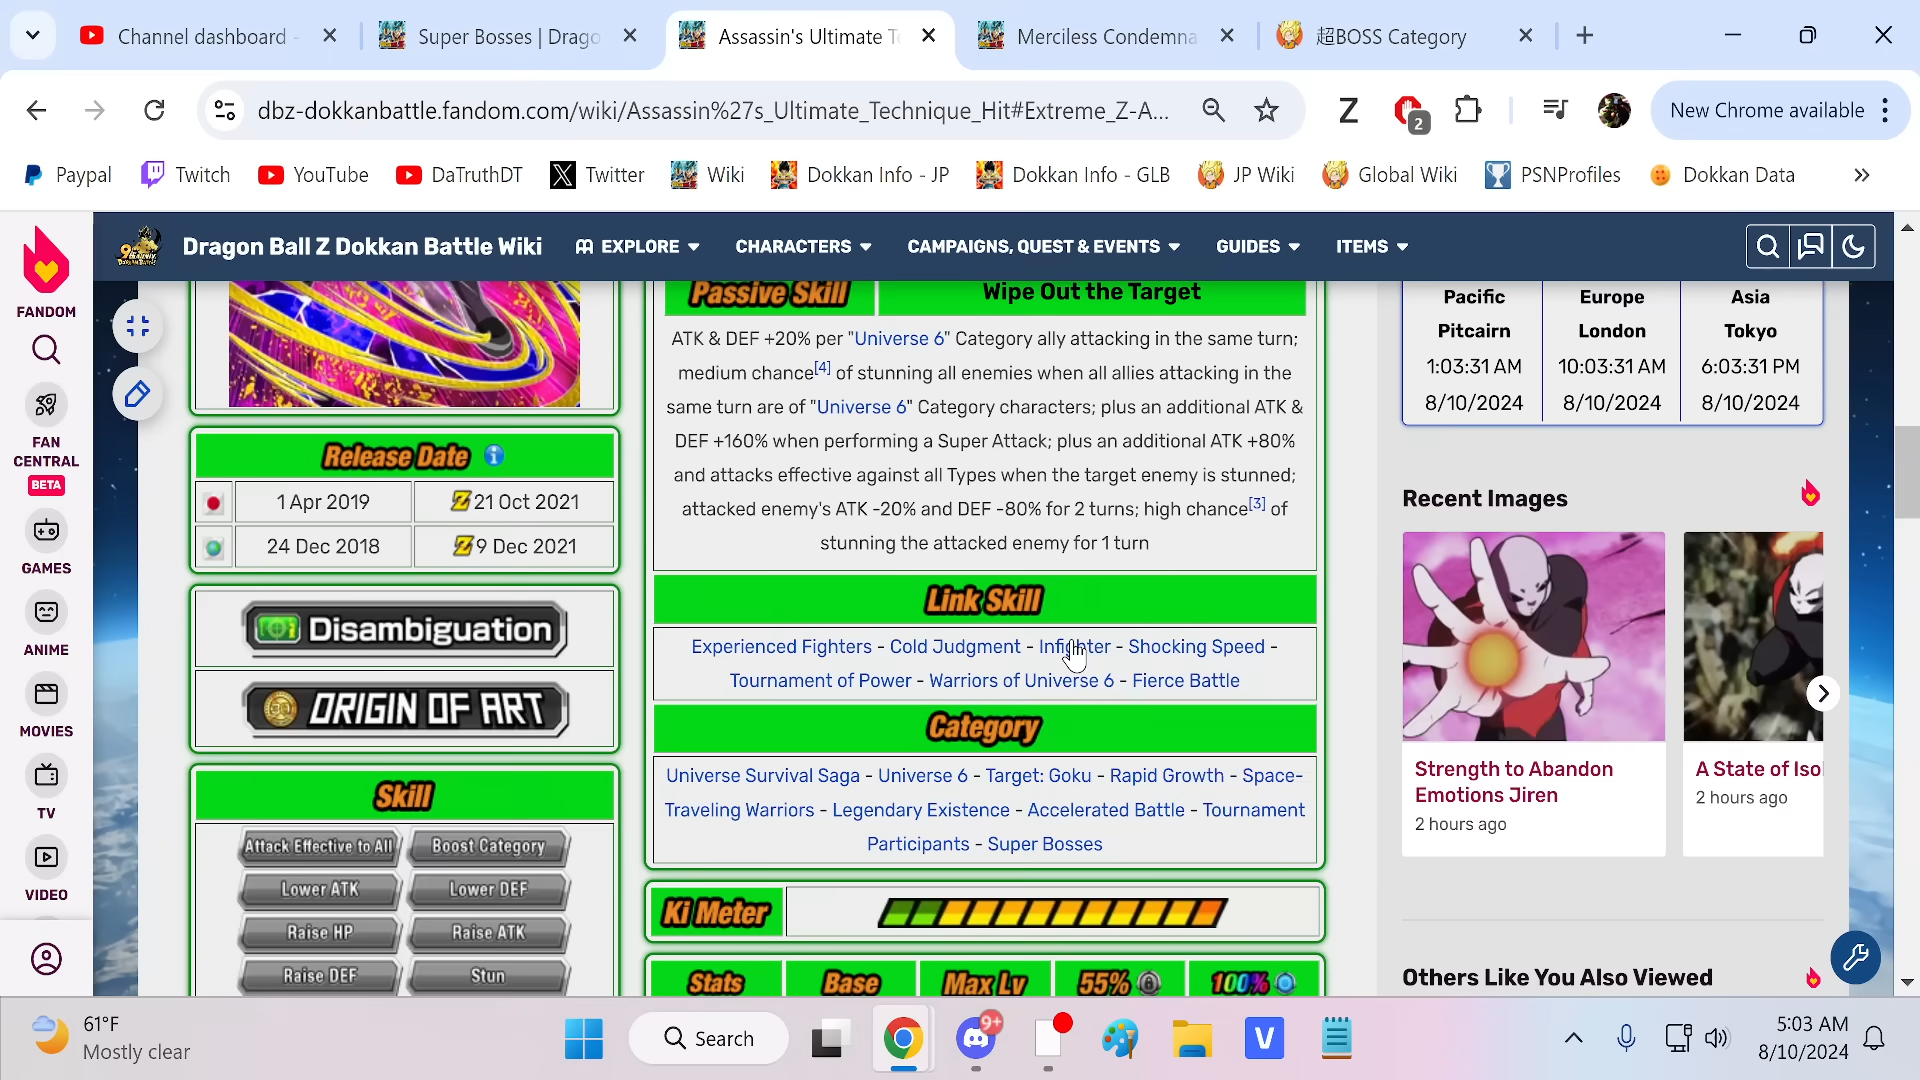 Channel dashboard -
Super Bosses | Drago
Assassin's Ultimate Te
Merciless Condemna
超BOSS Category
dbz-dokkanbattle.fandom.com/wiki/Assassin%27s_Ultimate_Technique_Hit#Extreme_Z-A...
Z
2
New Chrome available
Paypal
Twitch
YouTube
DaTruthDT
Twitter
Wiki
Dokkan Info - JP
Dokkan Info - GLB
JP Wiki
Global Wiki
PSNProfiles
Dokkan Data
»
Dragon Ball Z Dokkan Battle Wiki
EXPLORE
CHARACTERS
CAMPAIGNS, QUEST & EVENTS
GUIDES
ITEMS
FANDOM
FAN
CENTRAL
BETA
GAMES
ANIME
MOVIES
TV
VIDEO
Release Date
1 Apr 2019
21 Oct 2021
24 Dec 2018
9 Dec 2021
Disambiguation
ORIGIN OF ART
Skill
Attack Effective to All
Boost Category
Lower ATK
Lower DEF
Raise HP
Raise ATK
Raise DEF
Stun
Passive Skill
Wipe Out the Target
ATK & DEF +20% per "Universe 6" Category ally attacking in the same turn;
medium chance[4] of stunning all enemies when all allies attacking in the
same turn are of "Universe 6" Category characters; plus an additional ATK &
DEF +160% when performing a Super Attack; plus an additional ATK +80%
and attacks effective against all Types when the target enemy is stunned;
attacked enemy's ATK -20% and DEF -80% for 2 turns; high chance[3] of
stunning the attacked enemy for 1 turn
Link Skill
Experienced Fighters - Cold Judgment - Infighter - Shocking Speed -
Tournament of Power - Warriors of Universe 6 - Fierce Battle
Category
Universe Survival Saga - Universe 6 - Target: Goku - Rapid Growth - Space-
Traveling Warriors - Legendary Existence - Accelerated Battle - Tournament
Participants - Super Bosses
Ki Meter
Stats
Base
Max Lv
55%
100%
Pacific
Pitcairn
Europe
London
Asia
Tokyo
1:03:31 AM
10:03:31 AM
6:03:31 PM
8/10/2024
8/10/2024
8/10/2024
Recent Images
Strength to Abandon
Emotions Jiren
2 hours ago
A State of Iso
2 hours ago
Others Like You Also Viewed
61°F
Mostly clear
Search
9+
V
5:03 AM
8/10/2024